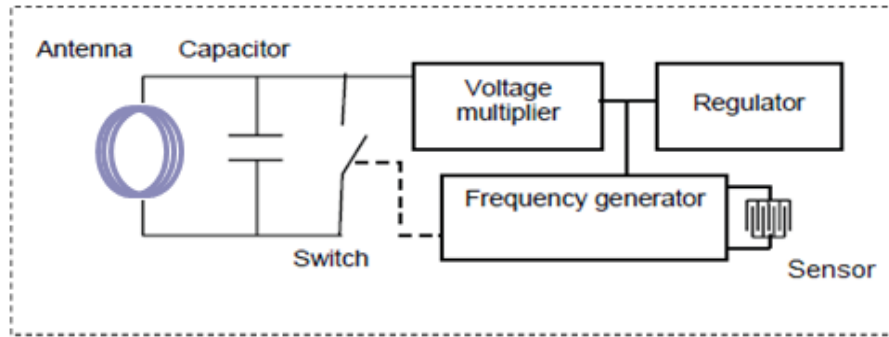 Antenna
Capacitor
Voltage
multiplier
Regulator
Frequency generator
Switch
Sensor